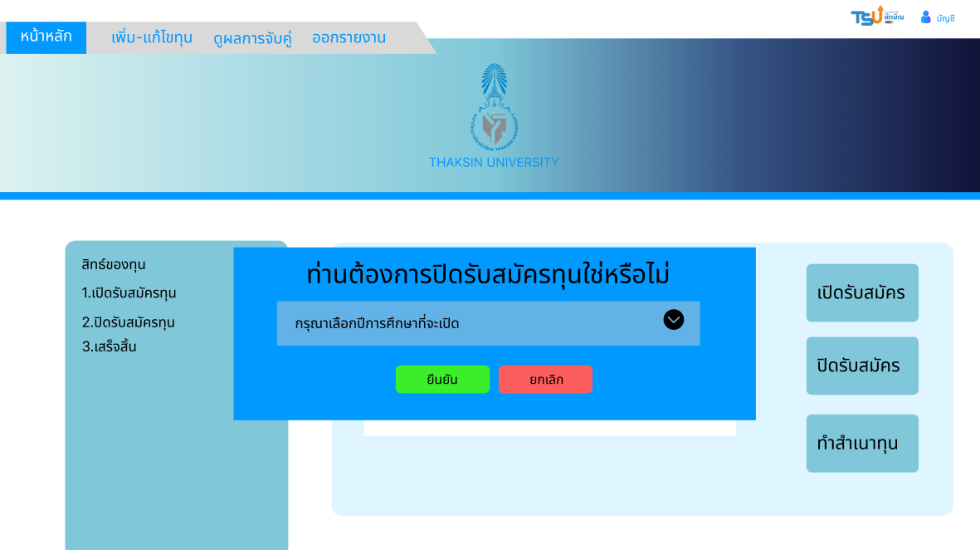 TSU ทักษิณ
บัญชี
หน้าหลัก
เพิ่ม-แก้ไขทุน
ดูผลการจับคู่
ออกรายงาน
THAKSIN UNIVERSITY
สิทธ์ของทุน
1.เปิดรับสมัครทุน
2.ปิดรับสมัครทุน
3.เสร็จสิ้น
ท่านต้องการปิดรับสมัครทุนใช่หรือไม่
กรุณาเลือกปีการศึกษาที่จะเปิด
ยืนยัน
ยกเลิก
เปิดรับสมัคร
ปิดรับสมัคร
ทำสำเนาทุน